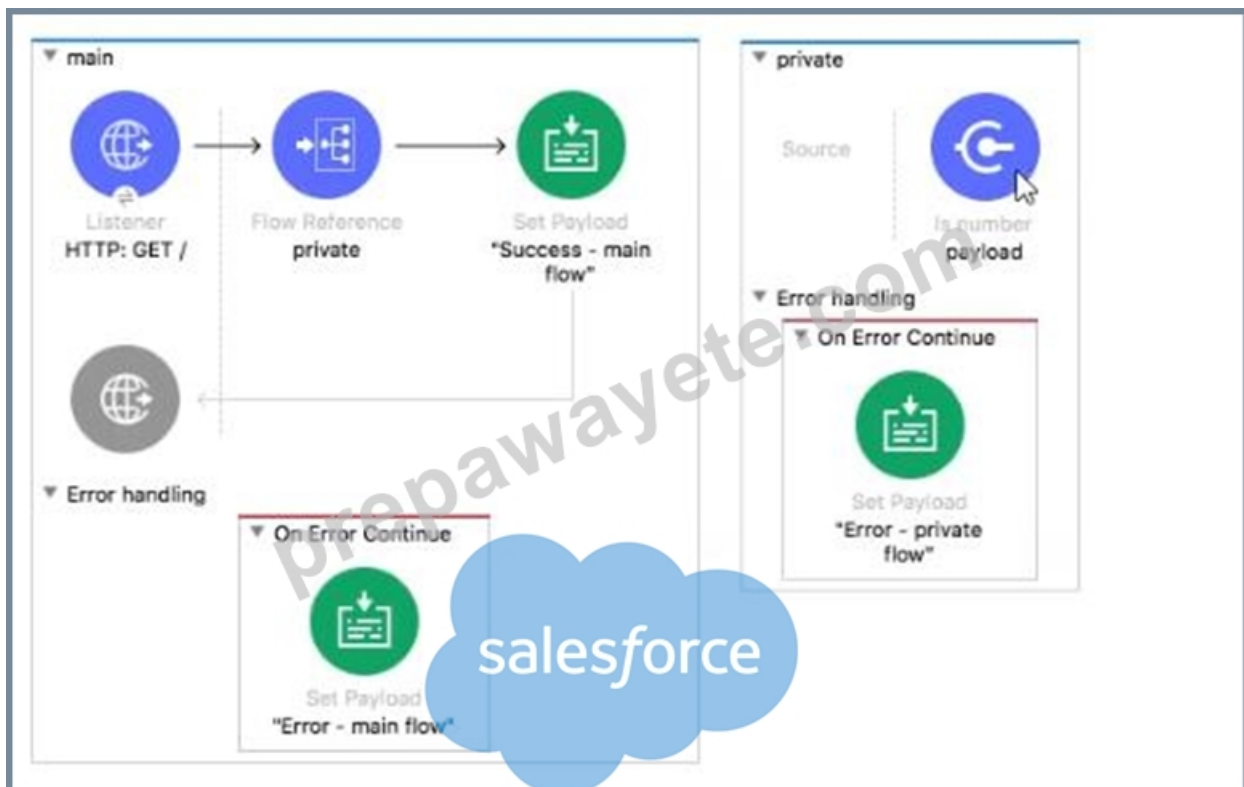 main
Listener
HTTP: GET /
Flow Reference
private
Set Payload
"Success - main
flow"
Error handling
On Error Continue
Set Payload
"Error - main flow"
private
Source
Is number
payload
Error handling
On Error Continue
Set Payload
"Error - private
flow"
prepawayete.com
salesforce